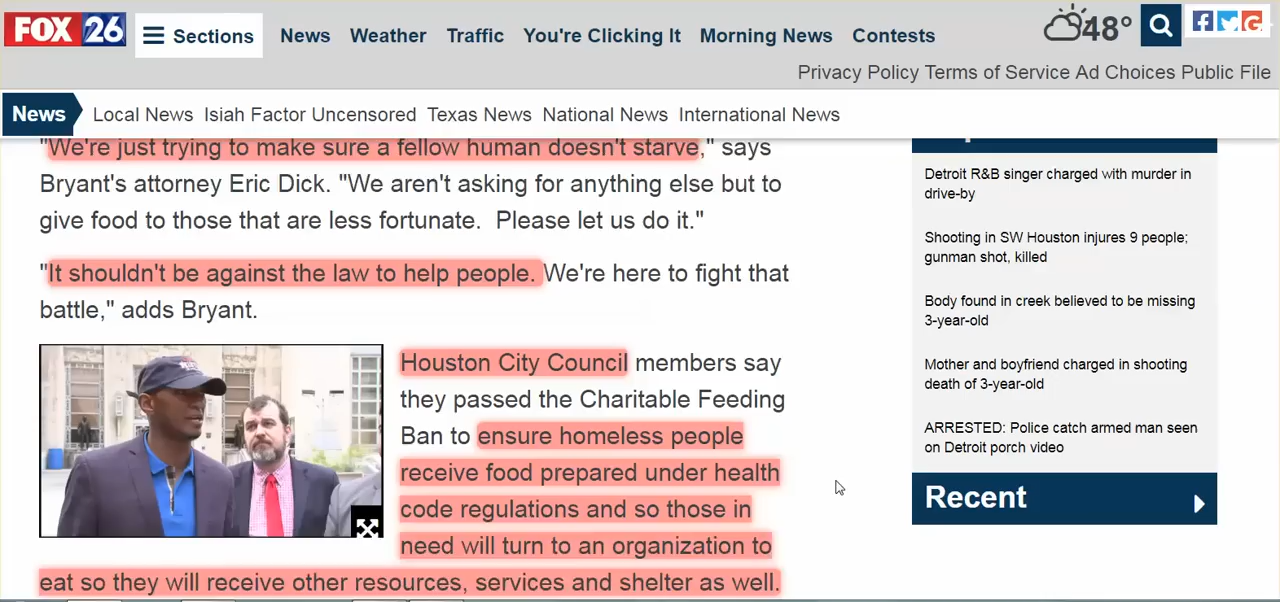 FOX 26
Sections
News
Weather
Traffic
You're Clicking It
Morning News
Contests
48°
Privacy Policy Terms of Service Ad Choices Public File
News
Local News
Isiah Factor Uncensored
Texas News
National News
International News
"We're just trying to make sure a fellow human doesn't starve," says
Bryant's attorney Eric Dick. "We aren't asking for anything else but to
give food to those that are less fortunate. Please let us do it."
"It shouldn't be against the law to help people. We're here to fight that
battle," adds Bryant.
Houston City Council members say
they passed the Charitable Feeding
Ban to ensure homeless people
receive food prepared under health
code regulations and so those in
need will turn to an organization to
eat so they will receive other resources, services and shelter as well.
Detroit R&B singer charged with murder in
drive-by
Shooting in SW Houston injures 9 people;
gunman shot, killed
Body found in creek believed to be missing
3-year-old
Mother and boyfriend charged in shooting
death of 3-year-old
ARRESTED: Police catch armed man seen
on Detroit porch video
Recent